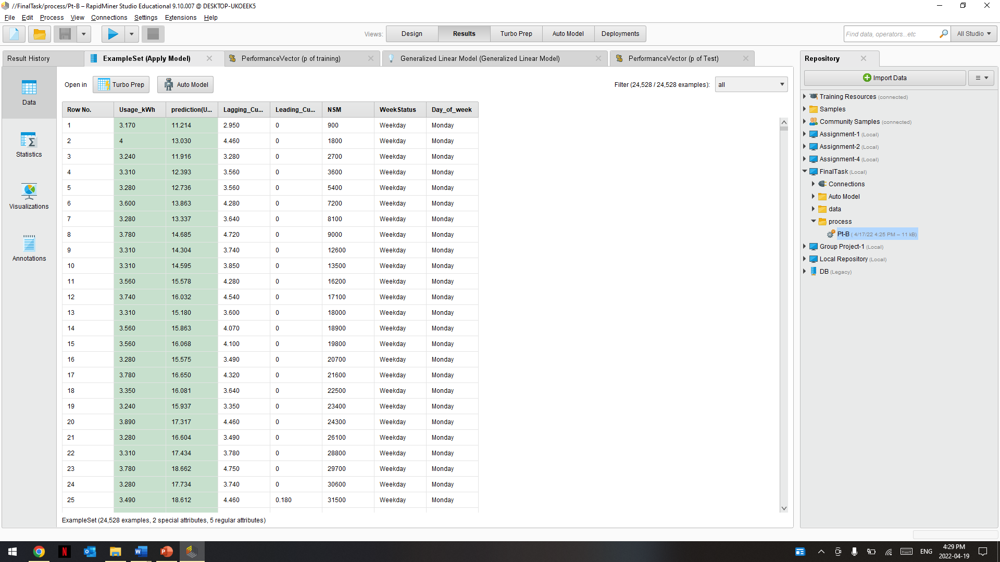 //FinalTask/process/Pt-B – RapidMiner Studio Educational 9.10.007 @ DESKTOP-UKOEEK5
File Edit Process View Connections Settings Extensions Help
Views: Design Results Turbo Prep Auto Model Deployments Find data, operators...etc All Studio
Result History ExampleSet (Apply Model) PerformanceVector (p of training) Generalized Linear Model (Generalized Linear Model) PerformanceVector (p of Test)
Data
Statistics
Visualizations
Annotations
Open in Turbo Prep Auto Model Filter (24,528 / 24,528 examples): all
Row No. Usage_kWh prediction(U... Lagging_Cu... Leading_Cu... NSM WeekStatus Day_of_week
1 3.170 11.214 2.950 0 900 Weekday Monday
2 4 13.030 4.460 0 1800 Weekday Monday
3 3.240 11.916 3.280 0 2700 Weekday Monday
4 3.310 12.393 3.560 0 3600 Weekday Monday
5 3.280 12.736 3.560 0 5400 Weekday Monday
6 3.600 13.863 4.280 0 7200 Weekday Monday
7 3.280 13.337 3.640 0 8100 Weekday Monday
8 3.780 14.685 4.720 0 9000 Weekday Monday
9 3.310 14.304 3.740 0 12600 Weekday Monday
10 3.310 14.595 3.850 0 13500 Weekday Monday
11 3.560 15.578 4.280 0 16200 Weekday Monday
12 3.740 16.032 4.540 0 17100 Weekday Monday
13 3.310 15.180 3.600 0 18000 Weekday Monday
14 3.560 15.863 4.070 0 18900 Weekday Monday
15 3.560 16.068 4.100 0 19800 Weekday Monday
16 3.280 15.575 3.490 0 20700 Weekday Monday
17 3.780 16.650 4.320 0 21600 Weekday Monday
18 3.350 16.081 3.640 0 22500 Weekday Monday
19 3.240 15.937 3.350 0 23400 Weekday Monday
20 3.890 17.317 4.460 0 24300 Weekday Monday
21 3.280 16.604 3.490 0 26100 Weekday Monday
22 3.310 17.434 3.780 0 28800 Weekday Monday
23 3.780 18.662 4.750 0 29700 Weekday Monday
24 3.280 17.734 3.740 0 30600 Weekday Monday
25 3.490 18.612 4.460 0.180 31500 Weekday Monday
ExampleSet (24,528 examples, 2 special attributes, 5 regular attributes)
Repository
Import Data
Training Resources (connected)
Samples
Community Samples (connected)
Assignment-1 (Local)
Assignment-2 (Local)
Assignment-4 (Local)
FinalTask (Local)
Connections
Auto Model
data
process
Pt-B ( 4/17/22 4:25 PM – 11 kB)
Group Project-1 (Local)
Local Repository (Local)
DB (Legacy)
ENG
4:29 PM
2022-04-19